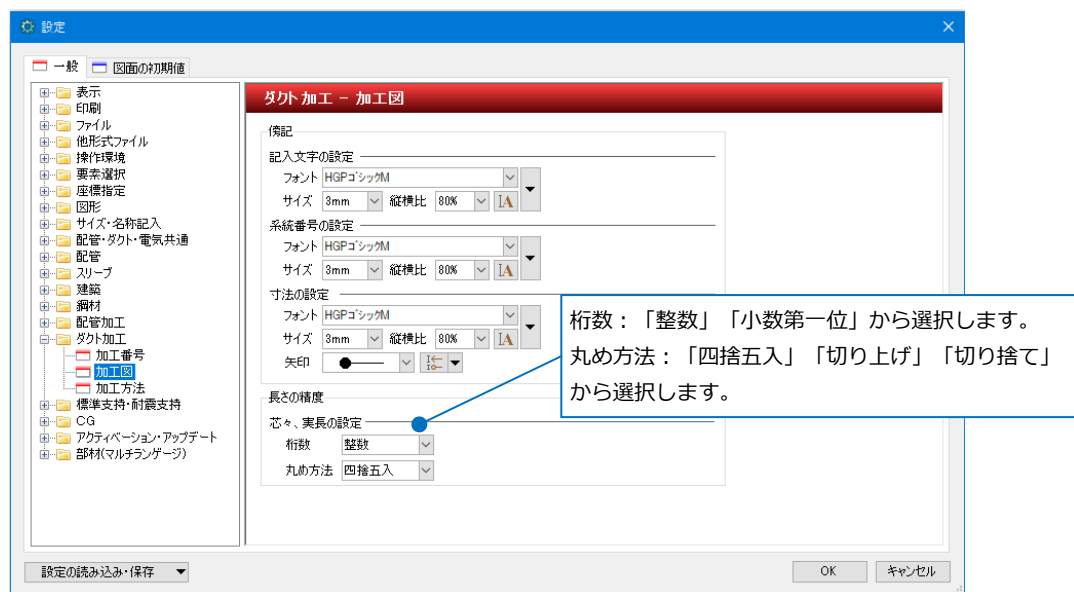 設定
一般 図面の初期値
表示
印刷
ファイル
他形式ファイル
操作環境
要素選択
座標指定
図形
サイズ・名称記入
配管・ダクト・電気共通
配管
スリーブ
建築
鋼材
配管加工
ダクト加工
加工番号
加工図
加工方法
標準支持・耐震支持
CG
アクティベーション・アップデート
部材(マルチランゲージ)
ダクト加工 - 加工図
傍記
記入文字の設定
フォント HGPゴシックM
サイズ 3mm 縦横比 80% IA
系統番号の設定
フォント HGPゴシックM
サイズ 3mm 縦横比 80% IA
寸法の設定
フォント HGPゴシックM
サイズ 3mm 縦横比 80% IA
矢印
長さの精度
芯々、実長の設定
桁数 整数
丸め方法 四捨五入
桁数：「整数」「小数第一位」から選択します。
丸め方法：「四捨五入」「切り上げ」「切り捨て」
から選択します。
設定の読み込み・保存 OK キャンセル